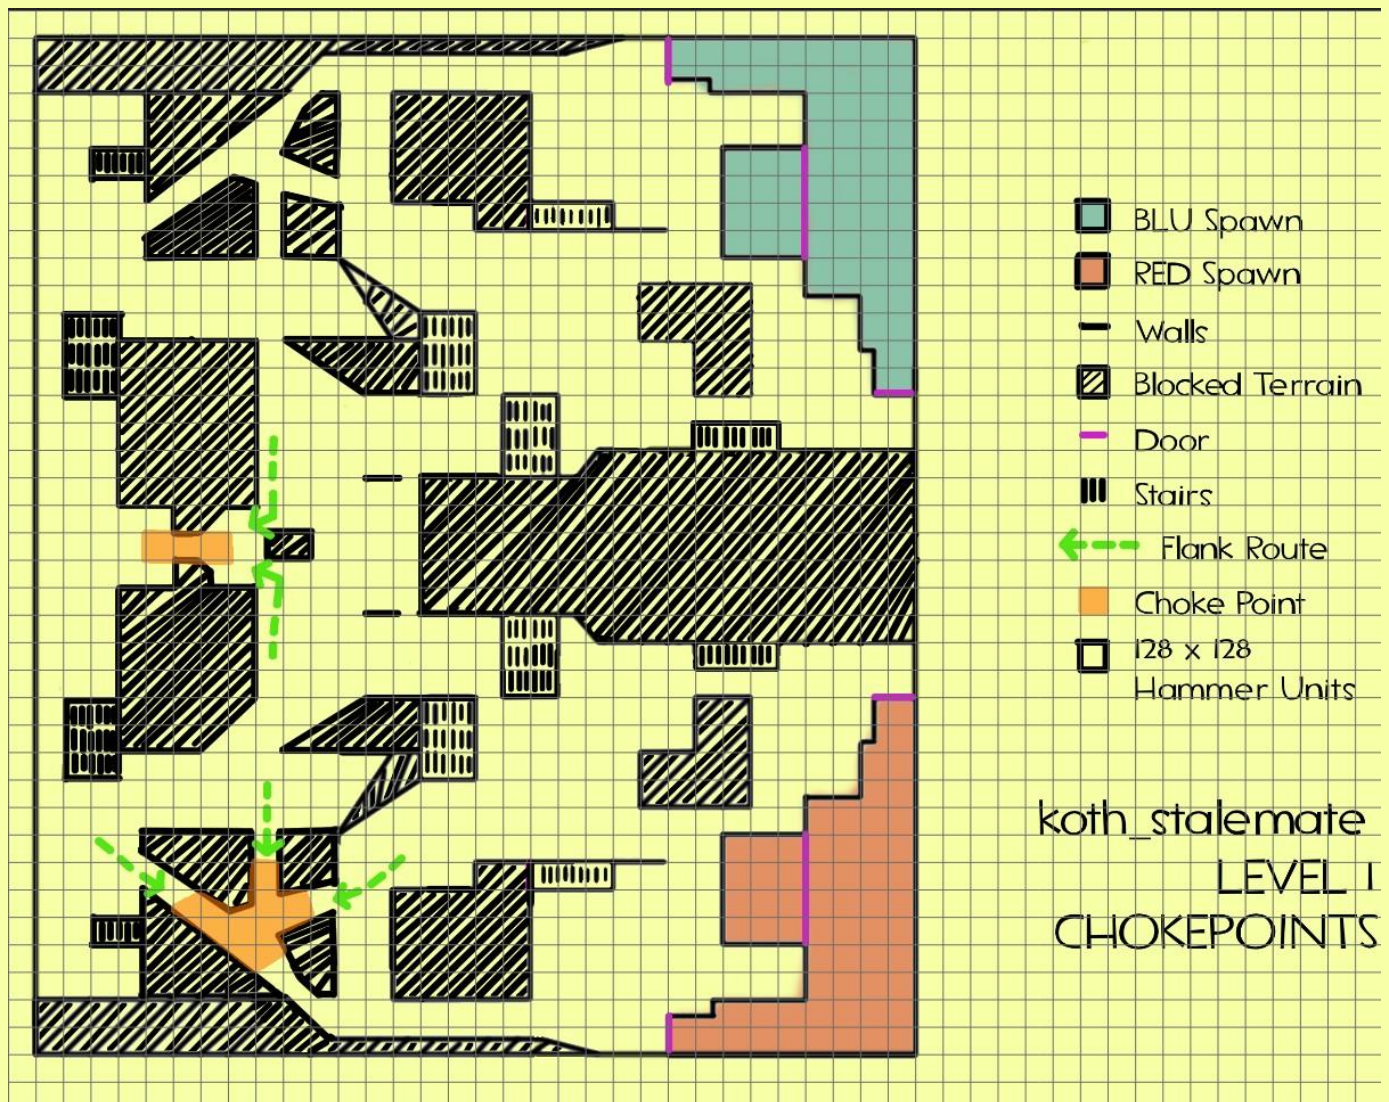 BLU Spawn
RED Spawn
Walls
Blocked Terrain
Door
Stairs
Flank Route
Choke Point
128 x 128
Hammer Units
koth_stalemate
LEVEL 1
CHOKEPOINTS